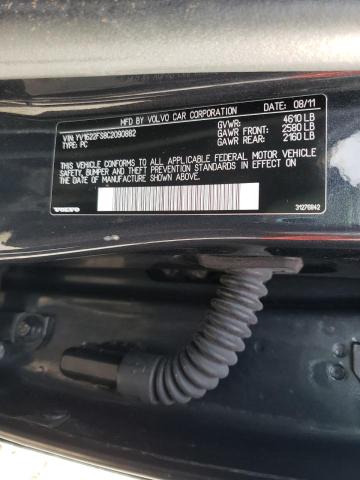 MFD BY VOLVO CAR CORPORATION DATE: 08/11
VIN: YV1622FS8C2090882 GVWR: 4610 LB
TYPE: PC GAWR FRONT: 2580 LB
GAWR REAR: 2160 LB
THIS VEHICLE CONFORMS TO ALL APPLICABLE FEDERAL MOTOR VEHICLE
SAFETY, BUMPER AND THEFT PREVENTION STANDARDS IN EFFECT ON THE
DATE OF MANUFACTURE SHOWN ABOVE.
VOLVO 31276942